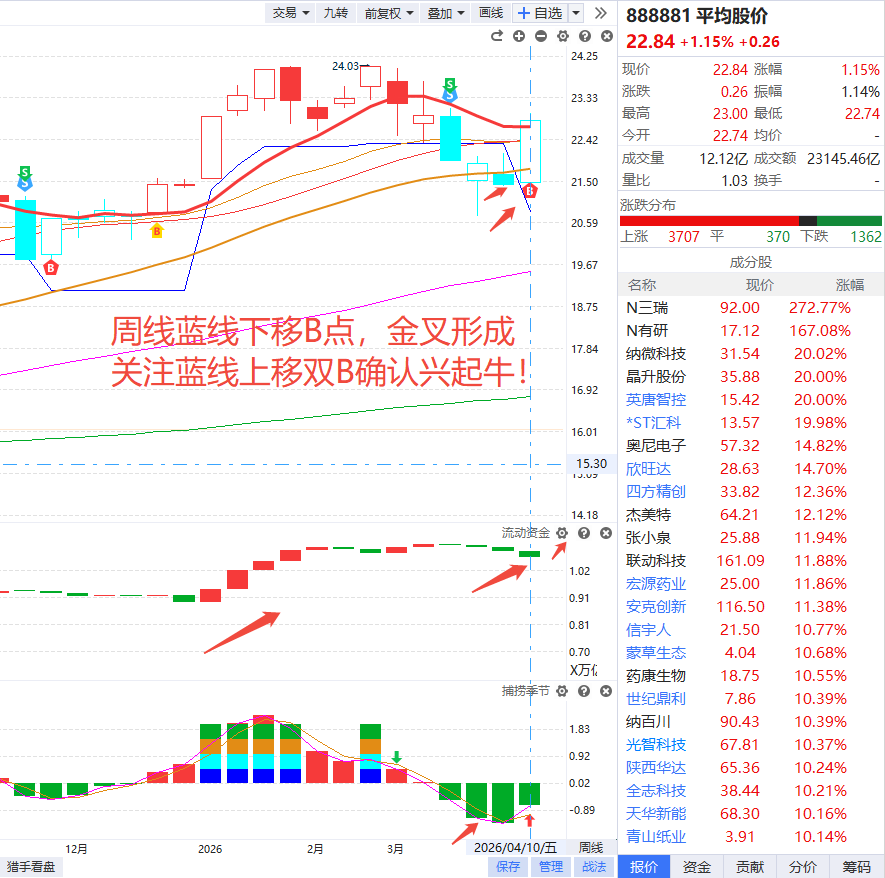 交易 九转 前复权 叠加 画线 +自选
888881 平均股价
22.84 +1.15% +0.26
现价 22.84 涨幅 1.15%
涨跌 0.26 振幅 1.14%
最高 23.00 最低 22.74
今开 22.74 均价 -
成交量 12.12亿 成交额 23145.46亿
量比 1.03 换手 -
涨跌分布
上涨 3707 平 370 下跌 1362
成分股
名称 现价 涨幅
N三瑞 92.00 272.77%
N有研 17.12 167.08%
纳微科技 31.54 20.02%
晶升股份 35.88 20.00%
英唐智控 15.42 20.00%
*ST汇科 13.57 19.98%
奥尼电子 57.32 14.82%
欣旺达 28.63 14.70%
四方精创 33.82 12.36%
杰美特 64.21 12.12%
张小泉 25.88 11.94%
联动科技 161.09 11.88%
宏源药业 25.00 11.86%
安克创新 116.50 11.38%
信宇人 21.50 10.77%
蒙草生态 4.04 10.68%
药康生物 18.75 10.55%
世纪鼎利 7.86 10.39%
纳百川 90.43 10.39%
光智科技 67.81 10.37%
陕西华达 65.36 10.24%
全志科技 38.44 10.21%
天华新能 68.30 10.16%
青山纸业 3.91 10.14%
报价 资金 贡献 分价 筹码
24.03
24.25
23.33
22.42
21.50
20.59
19.67
18.75
17.84
16.92
16.01
15.30
15.09
14.18
S
S
B
B
S
S
B
周线蓝线下移B点，金叉形成
关注蓝线上移双B确认兴起牛！
流动资金
1.02
0.91
0.81
0.70
X万亿
捕捞季节
1.83
0.92
0.02
-0.89
12月 2026 2月 3月 2026/04/10/五 周线
猎手看盘 保存 管理 战法